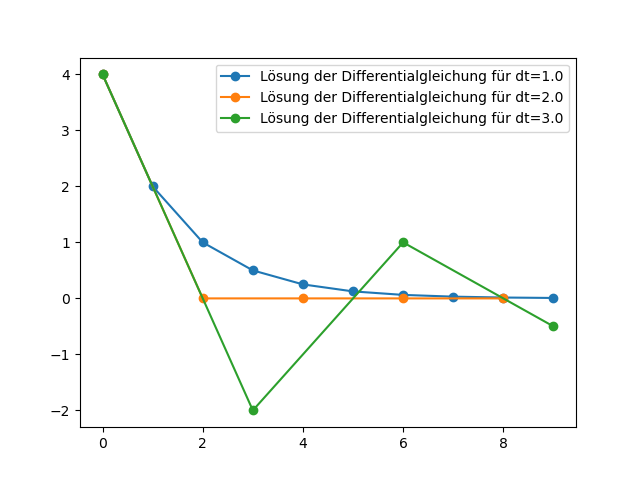 Lösung der Differentialgleichung für dt=1.0
Lösung der Differentialgleichung für dt=2.0
Lösung der Differentialgleichung für dt=3.0
4
3
2
1
0
−1
−2
0 2 4 6 8